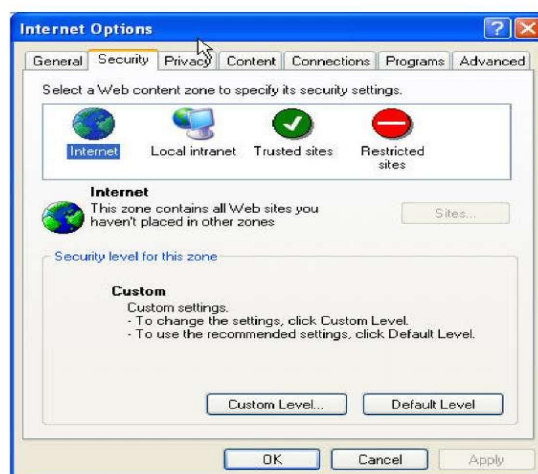 Internet Options
General Security Privacy Content Connections Programs Advanced
Select a Web content zone to specify its security settings.
Internet Local intranet Trusted sites Restricted
sites
Internet
This zone contains all Web sites you
haven't placed in other zones
Sites...
Security level for this zone
Custom
Custom settings.
- To change the settings, click Custom Level.
- To use the recommended settings, click Default Level.
Custom Level... Default Level
OK Cancel Apply